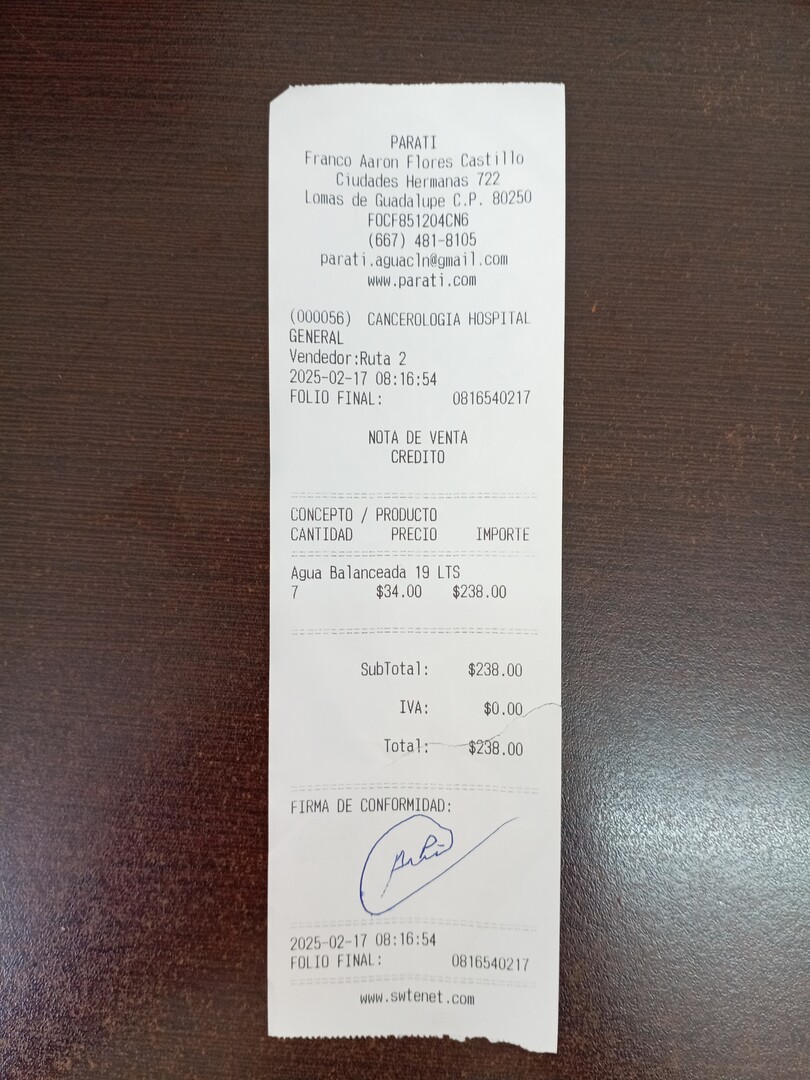 PARATI
Franco Aaron Flores Castillo
Ciudades Hermanas 722
Lomas de Guadalupe C.P. 80250
FOCF851204CN6
(667) 481-8105
parati.aguacln@gmail.com
www.parati.com
(000056) CANCEROLOGIA HOSPITAL
GENERAL
Vendedor:Ruta 2
2025-02-17 08:16:54
FOLIO FINAL: 0816540217
NOTA DE VENTA
CREDITO
CONCEPTO / PRODUCTO
CANTIDAD PRECIO IMPORTE
Agua Balanceada 19 LTS
7 $34.00 $238.00
SubTotal: $238.00
IVA: $0.00
Total: $238.00
FIRMA DE CONFORMIDAD:
2025-02-17 08:16:54
FOLIO FINAL: 0816540217
www.swtenet.com